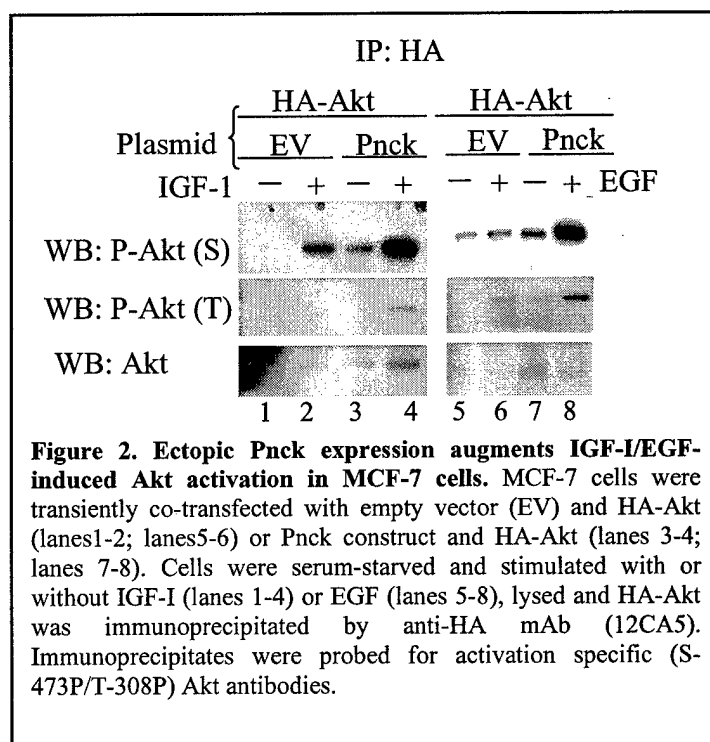 IP: HA
HA-Akt HA-Akt
Plasmid EV Pnck EV Pnck
IGF-1 − + − + − + − + EGF
WB: P-Akt (S)
WB: P-Akt (T)
WB: Akt
1 2 3 4 5 6 7 8
Figure 2. Ectopic Pnck expression augments IGF-I/EGF-
induced Akt activation in MCF-7 cells. MCF-7 cells were
transiently co-transfected with empty vector (EV) and HA-Akt
(lanes1-2; lanes5-6) or Pnck construct and HA-Akt (lanes 3-4;
lanes 7-8). Cells were serum-starved and stimulated with or
without IGF-I (lanes 1-4) or EGF (lanes 5-8), lysed and HA-Akt
was immunoprecipitated by anti-HA mAb (12CA5).
Immunoprecipitates were probed for activation specific (S-
473P/T-308P) Akt antibodies.